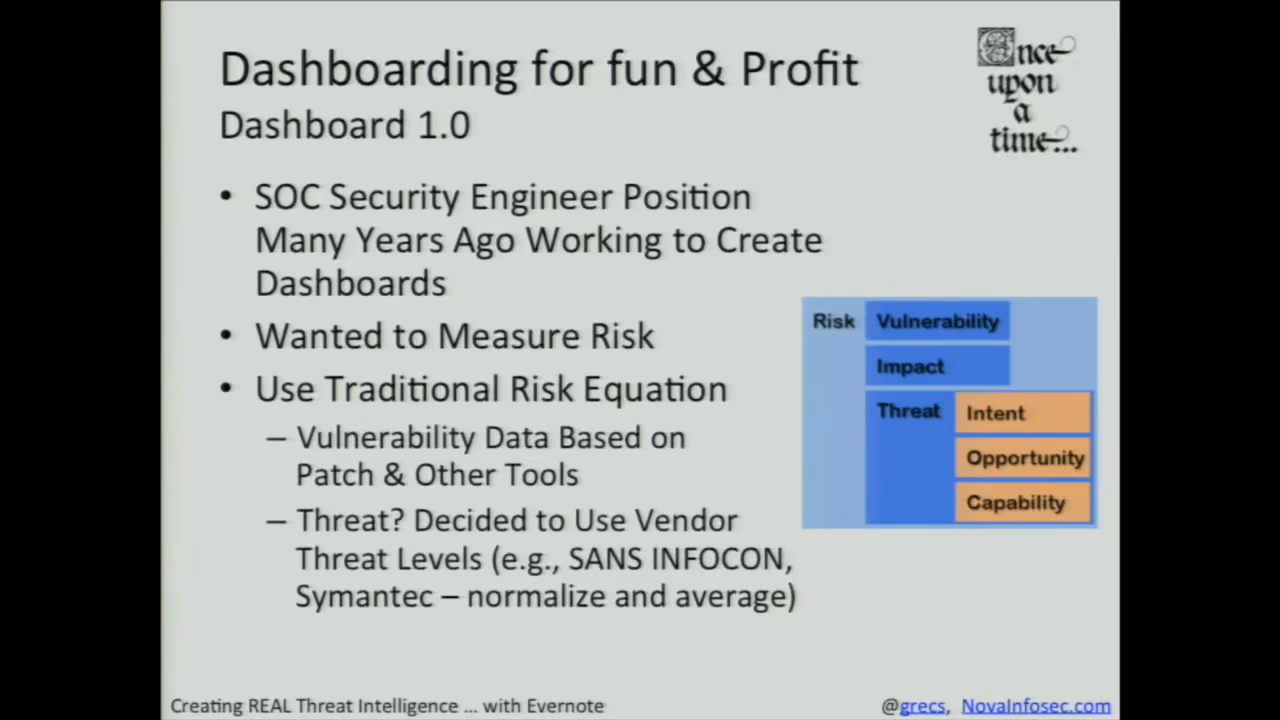 Dashboarding for fun & Profit
Dashboard 1.0
Once
upon
a
time...
• SOC Security Engineer Position
Many Years Ago Working to Create
Dashboards
• Wanted to Measure Risk
• Use Traditional Risk Equation
– Vulnerability Data Based on
Patch & Other Tools
– Threat? Decided to Use Vendor
Threat Levels (e.g., SANS INFOCON,
Symantec – normalize and average)
Risk Vulnerability
Impact
Threat Intent
Opportunity
Capability
Creating REAL Threat Intelligence ... with Evernote
@grecs, NovaInfosec.com